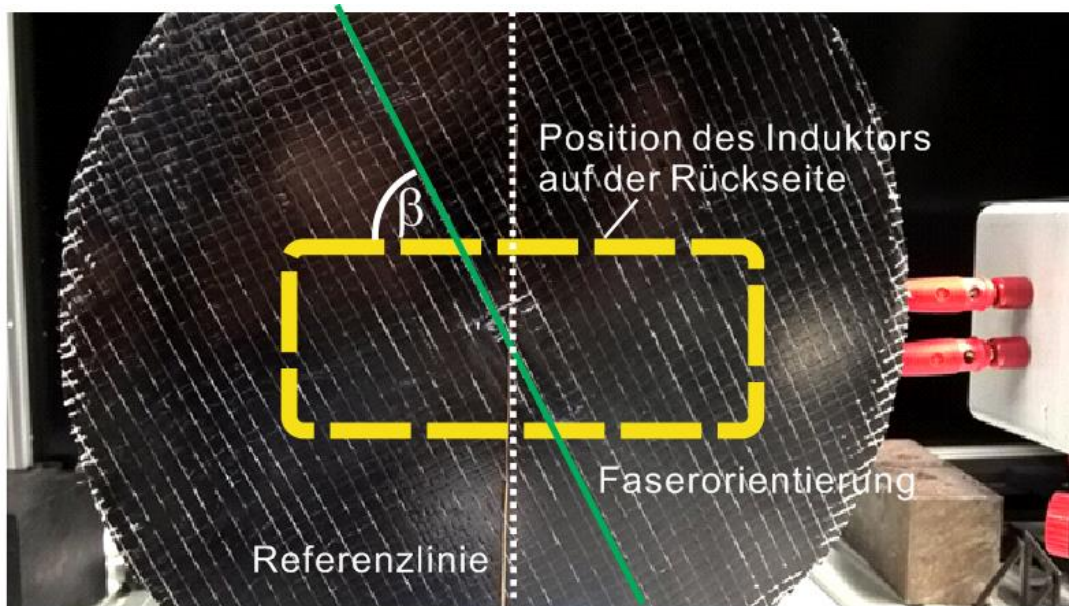 Position des Induktors
auf der Rückseite
β
Faserorientierung
Referenzlinie